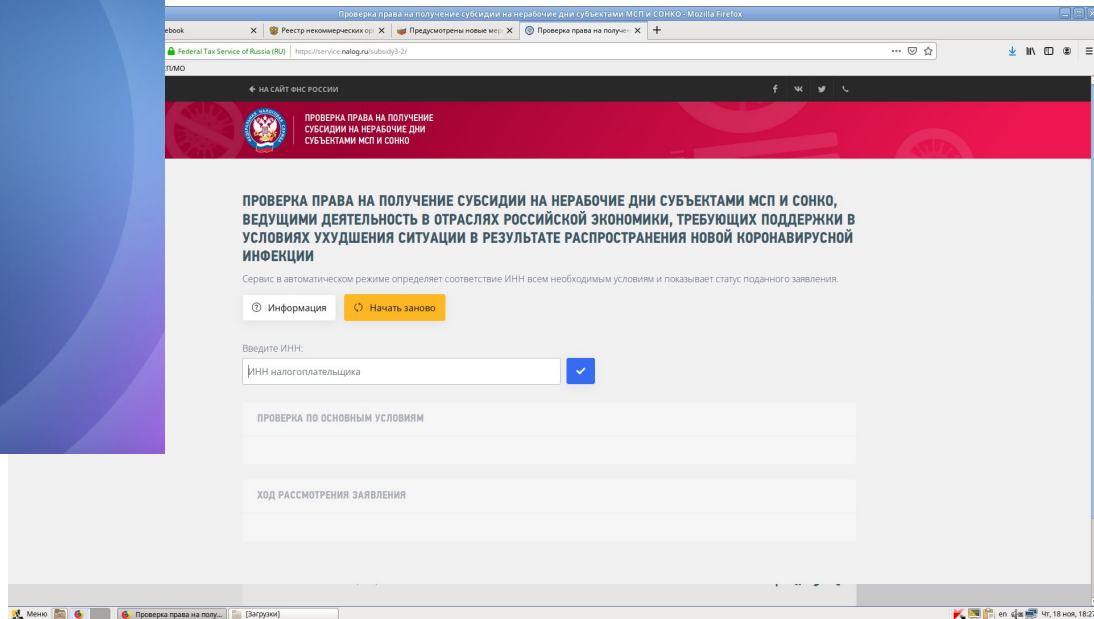 Проверка права на получение субсидии на нерабочие дни субъектами МСП и СОНКО - Mozilla Firefox
ebook
Реестр некоммерческих ор
Предусмотрены новые мер
Проверка права на получен
Federal Tax Service of Russia (RU)
https://service.nalog.ru/subsidy3-2/
СП/МО
НА САЙТ ФНС РОССИИ
ПРОВЕРКА ПРАВА НА ПОЛУЧЕНИЕ
СУБСИДИИ НА НЕРАБОЧИЕ ДНИ
СУБЪЕКТАМИ МСП И СОНКО
ПРОВЕРКА ПРАВА НА ПОЛУЧЕНИЕ СУБСИДИИ НА НЕРАБОЧИЕ ДНИ СУБЪЕКТАМИ МСП И СОНКО,
ВЕДУЩИМИ ДЕЯТЕЛЬНОСТЬ В ОТРАСЛЯХ РОССИЙСКОЙ ЭКОНОМИКИ, ТРЕБУЮЩИХ ПОДДЕРЖКИ В
УСЛОВИЯХ УХУДШЕНИЯ СИТУАЦИИ В РЕЗУЛЬТАТЕ РАСПРОСТРАНЕНИЯ НОВОЙ КОРОНАВИРУСНОЙ
ИНФЕКЦИИ
Сервис в автоматическом режиме определяет соответствие ИНН всем необходимым условиям и показывает статус поданного заявления.
Информация
Начать заново
Введите ИНН:
ИНН налогоплательщика
ПРОВЕРКА ПО ОСНОВНЫМ УСЛОВИЯМ
ХОД РАССМОТРЕНИЯ ЗАЯВЛЕНИЯ
Меню
Проверка права на полу...
[Загрузки]
en
Чт, 18 ноя, 18:27